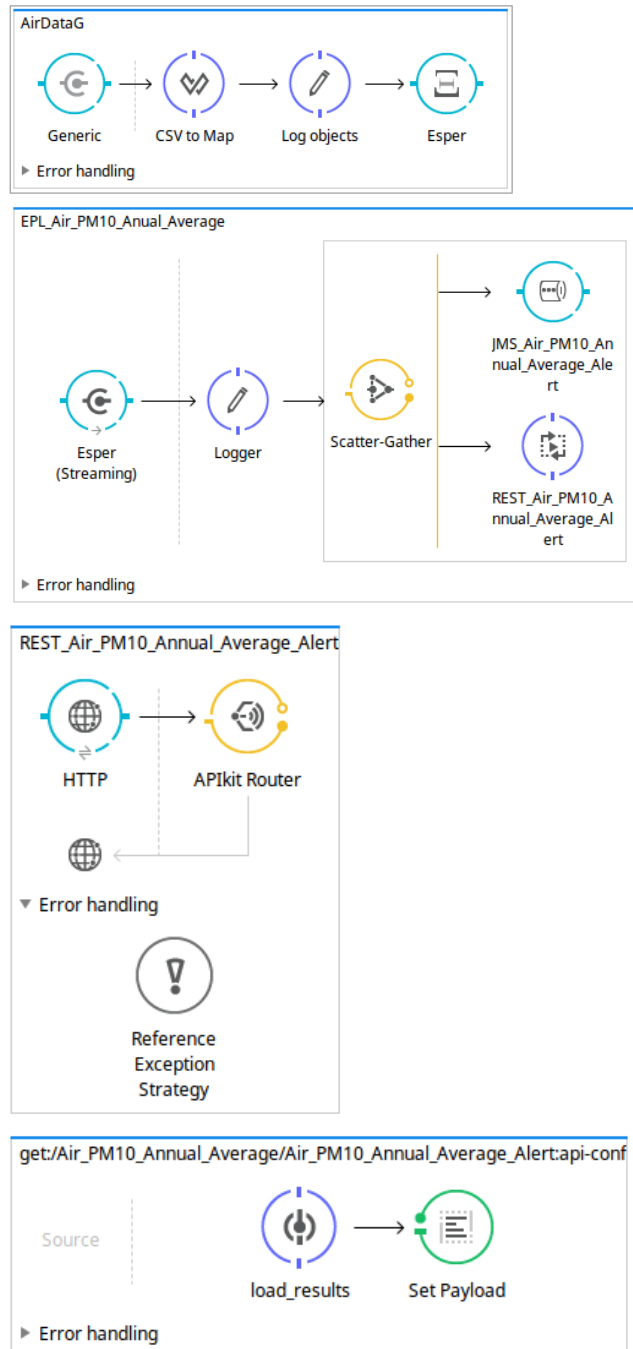 AirDataG
Generic
CSV to Map
Log objects
Esper
Error handling
EPL_Air_PM10_Anual_Average
JMS_Air_PM10_An
nual_Average_Ale
rt
Esper
(Streaming)
Logger
Scatter-Gather
REST_Air_PM10_A
nnual_Average_Al
ert
Error handling
REST_Air_PM10_Annual_Average_Alert
HTTP
APIkit Router
Error handling
Reference
Exception
Strategy
get:/Air_PM10_Annual_Average/Air_PM10_Annual_Average_Alert:api-conf
Source
load_results
Set Payload
Error handling